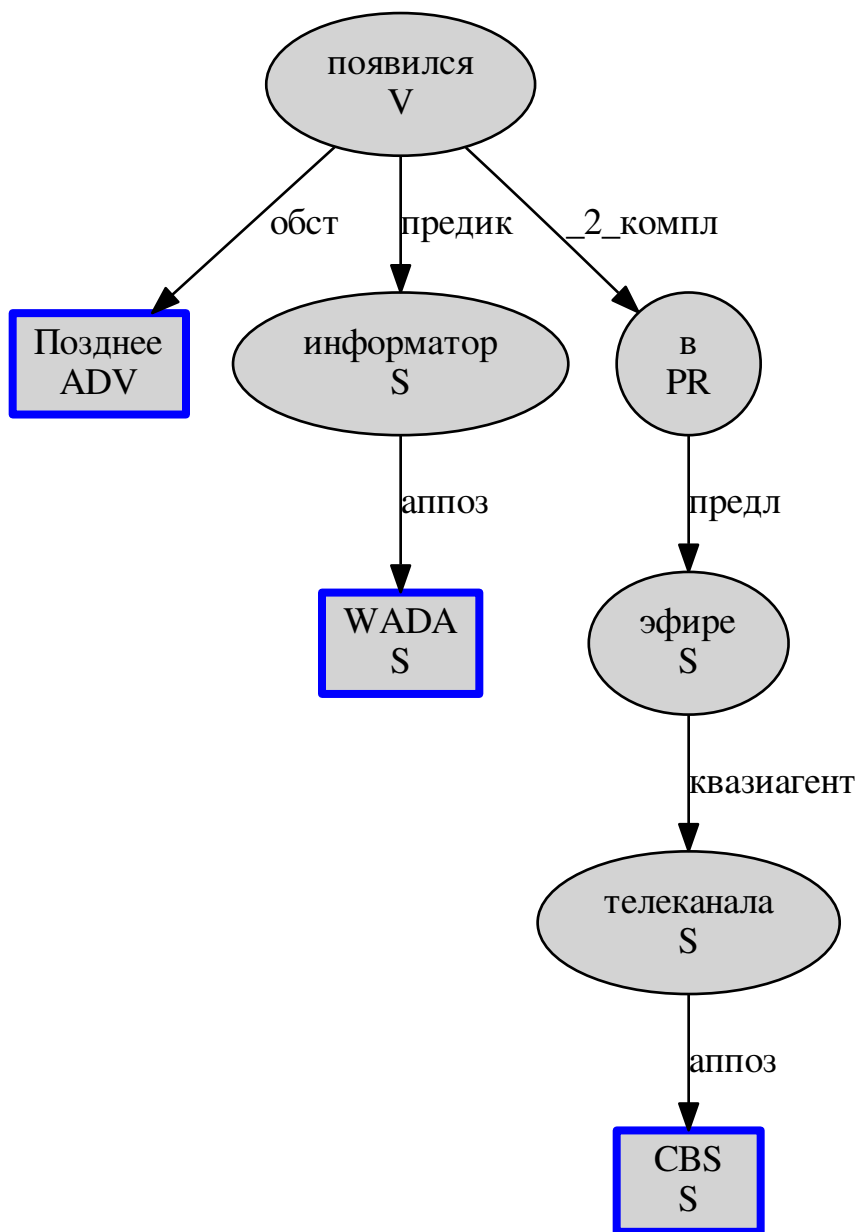 появился
V
обст
предик
_2_компл
Позднее
ADV
информатор
S
в
PR
аппоз
предл
WADA
S
эфире
S
квазиагент
телеканала
S
аппоз
CBS
S